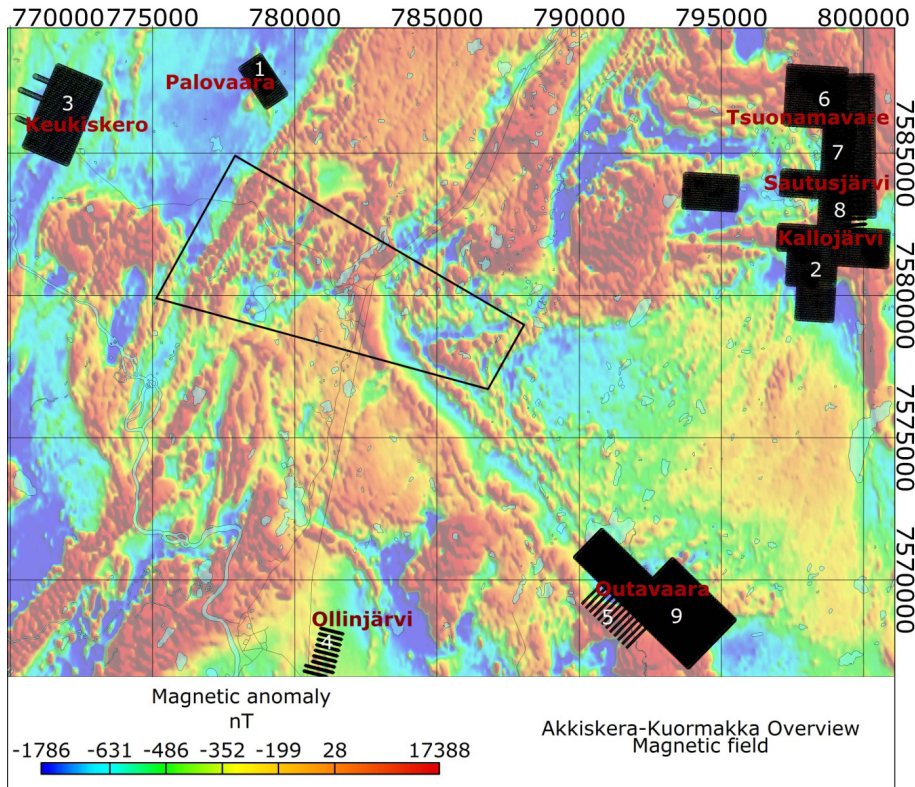 770000 775000 780000 785000 790000 795000 800000
1
Palovaara
3
Keukiskero
6
Tsuonamavare
7585000
7
Sautusjärvi
8
Kallojärvi
2
7580000
7575000
7570000
Outavaara
5
9
Ollinjärvi
4
Magnetic anomaly
nT
-1786 -631 -486 -352 -199 28 17388
Akkiskera-Kuormakka Overview
Magnetic field